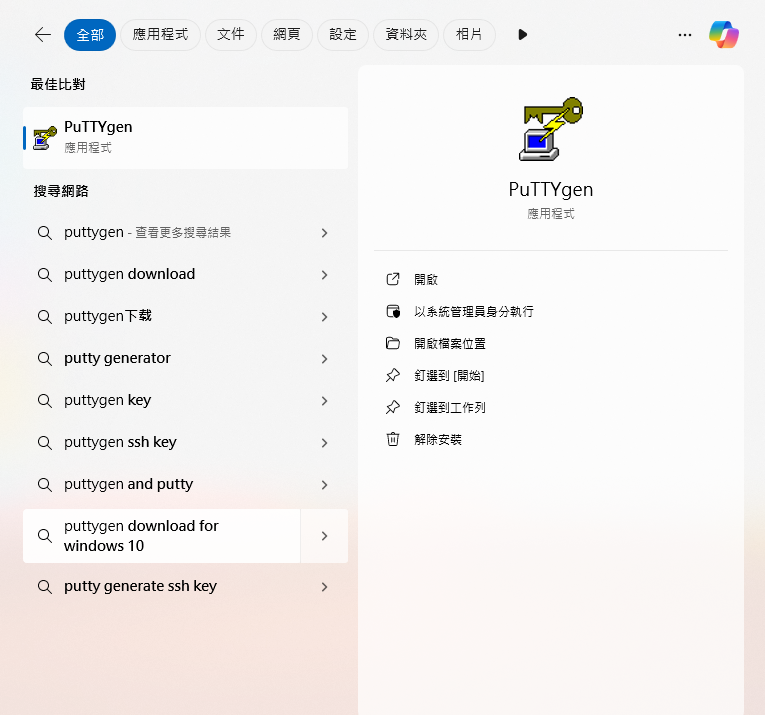 全部 應用程式 文件 網頁 設定 資料夾 相片
最佳比對
PuTTYgen
應用程式
搜尋網路
puttygen - 查看更多搜尋結果
puttygen download
puttygen下载
putty generator
puttygen key
puttygen ssh key
puttygen and putty
puttygen download for
windows 10
putty generate ssh key
PuTTYgen
應用程式
開啟
以系統管理員身分執行
開啟檔案位置
釘選到 [開始]
釘選到工作列
解除安裝